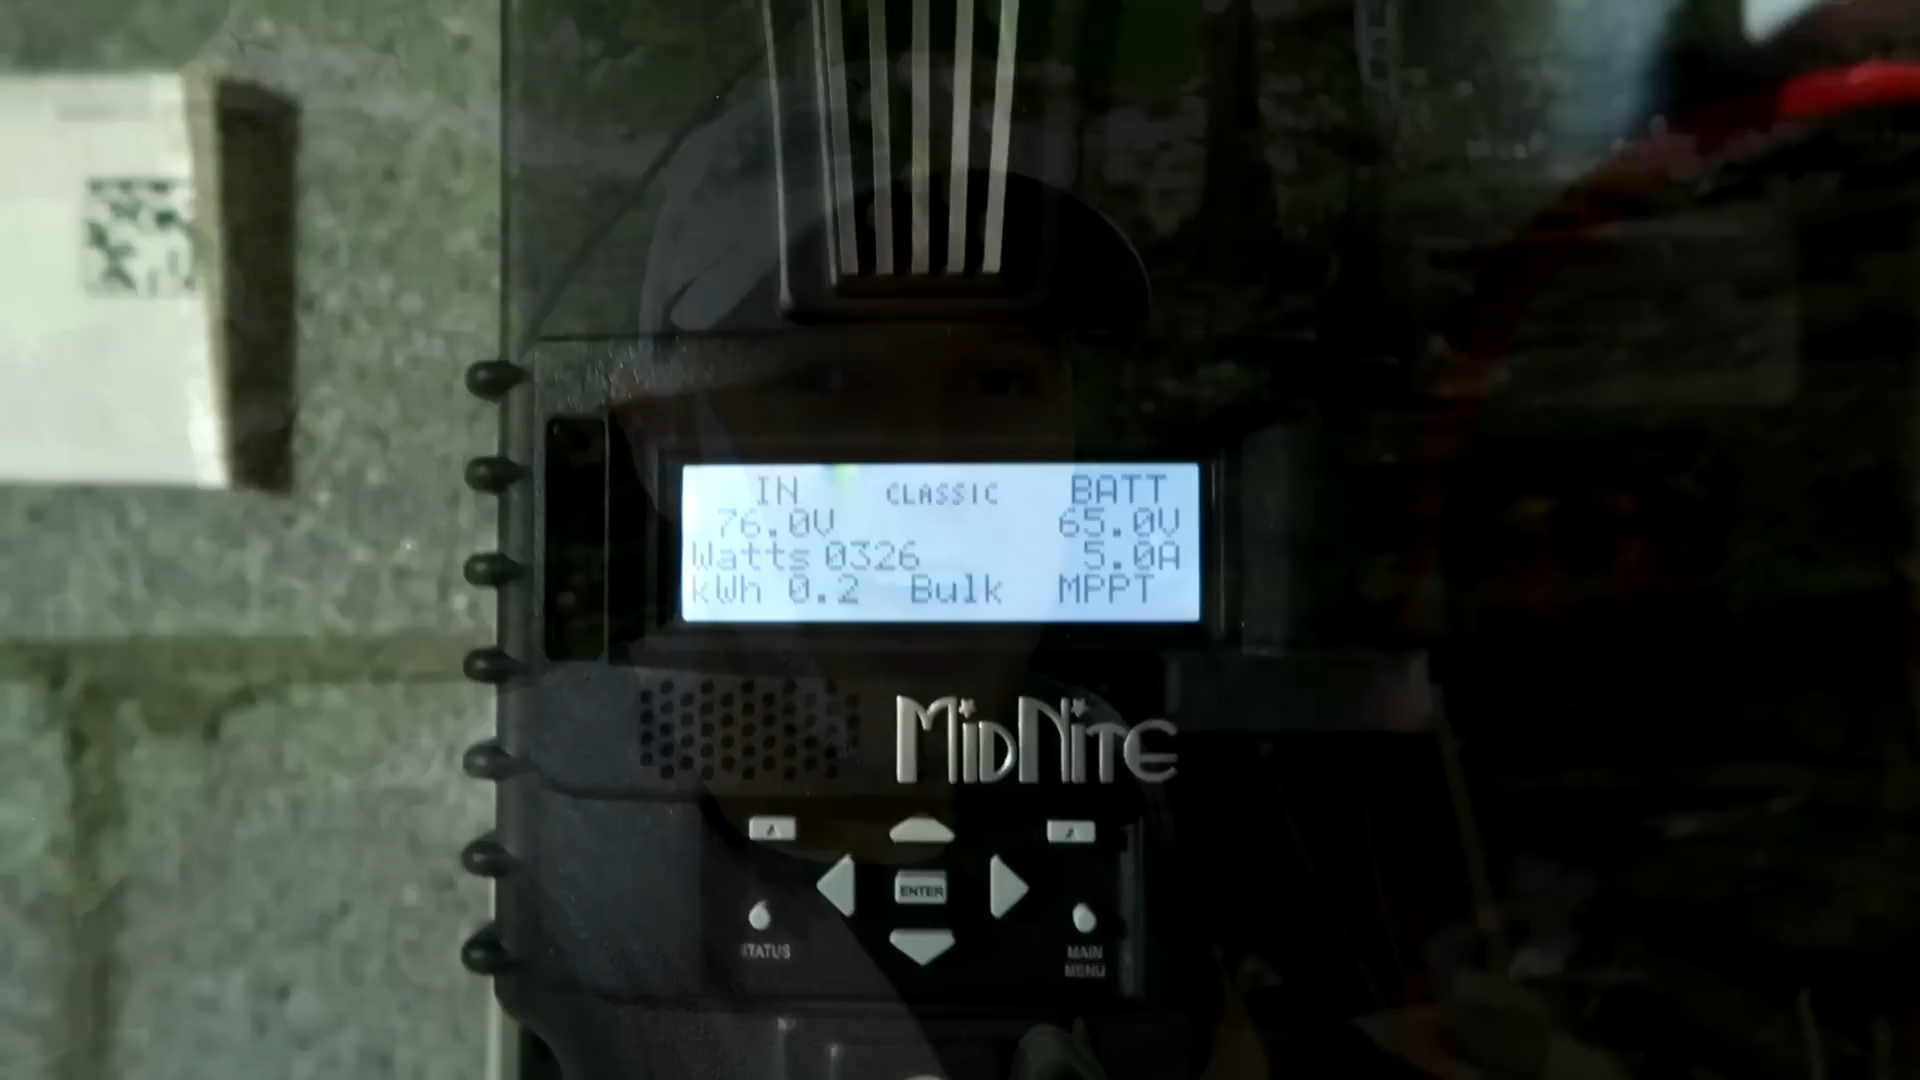 IN CLASSIC BATT
76.0V 65.0V
Watts 0326 5.0A
kWh 0.2 Bulk MPPT
MidNite
ENTER
STATUS
MAIN
MENU